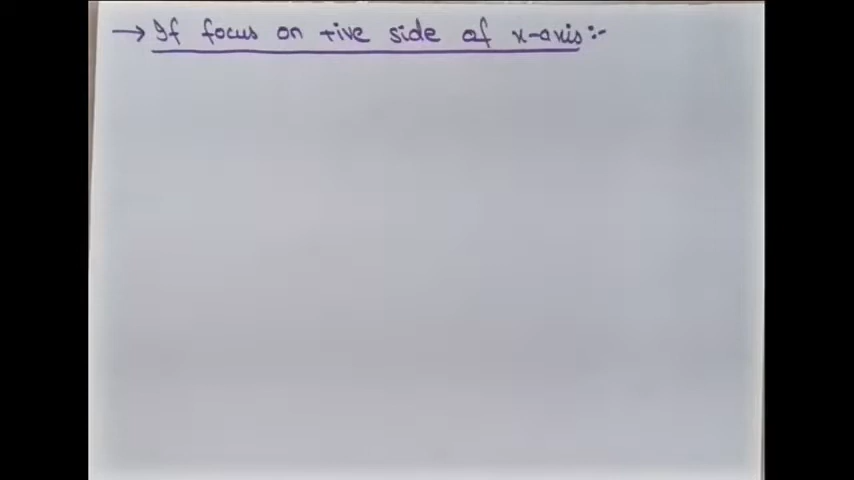 → If focus on +ive side of x-axis:-